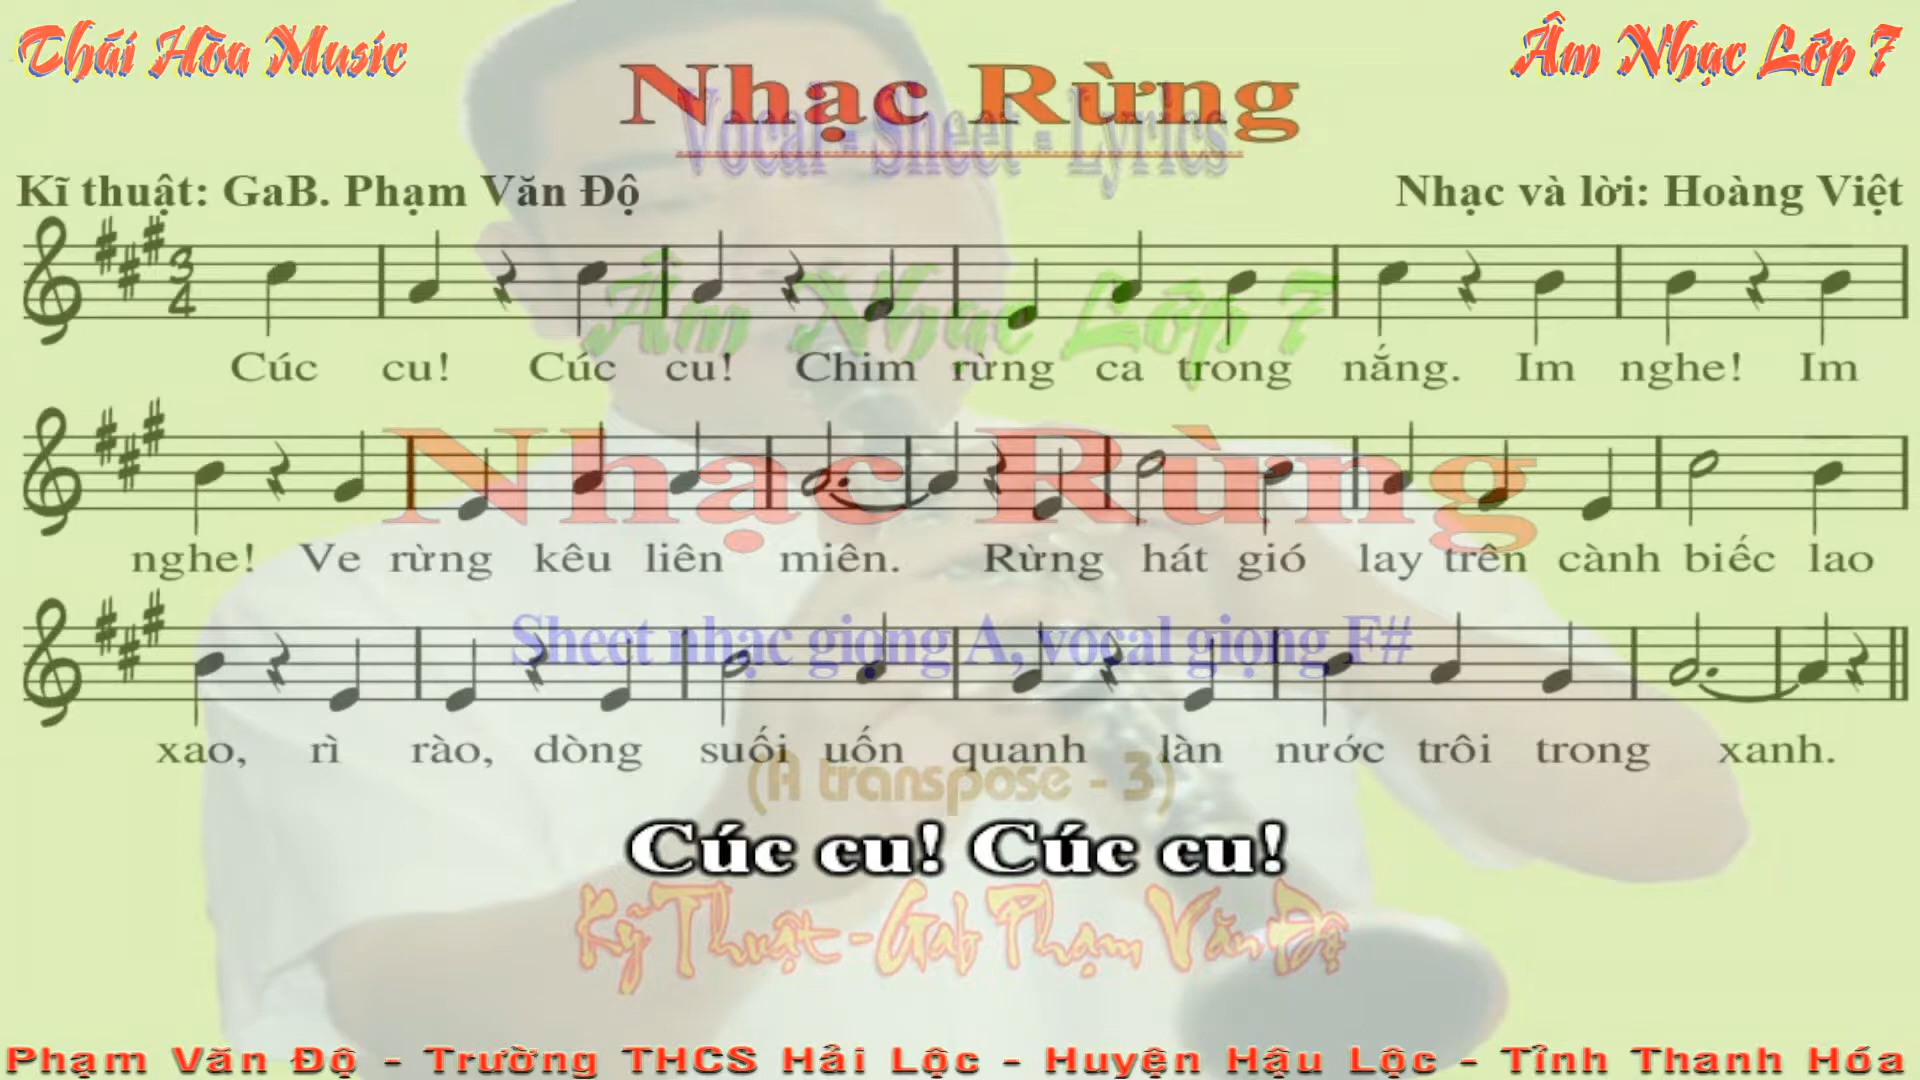 Thái Hòa Music
Âm Nhạc Lớp 7
Nhạc Rừng
Vocal - Sheet - Lyrics
Kĩ thuật: GaB. Phạm Văn Độ
Nhạc và lời: Hoàng Việt
3
4
Âm Nhạc Lớp 7
Cúc cu! Cúc cu! Chim rừng ca trong nắng. Im nghe! Im
Nhạc Rừng
nghe! Ve rừng kêu liên miên. Rừng hát gió lay trên cành biếc lao
Sheet nhạc giọng A, vocal giọng F#
xao, rì rào, dòng suối uốn quanh làn nước trôi trong xanh.
(A transpose - 3)
Cúc cu! Cúc cu!
Kỹ Thuật - Gab Phạm Văn Độ
Phạm Văn Độ - Trường THCS Hải Lộc - Huyện Hậu Lộc - Tỉnh Thanh Hóa